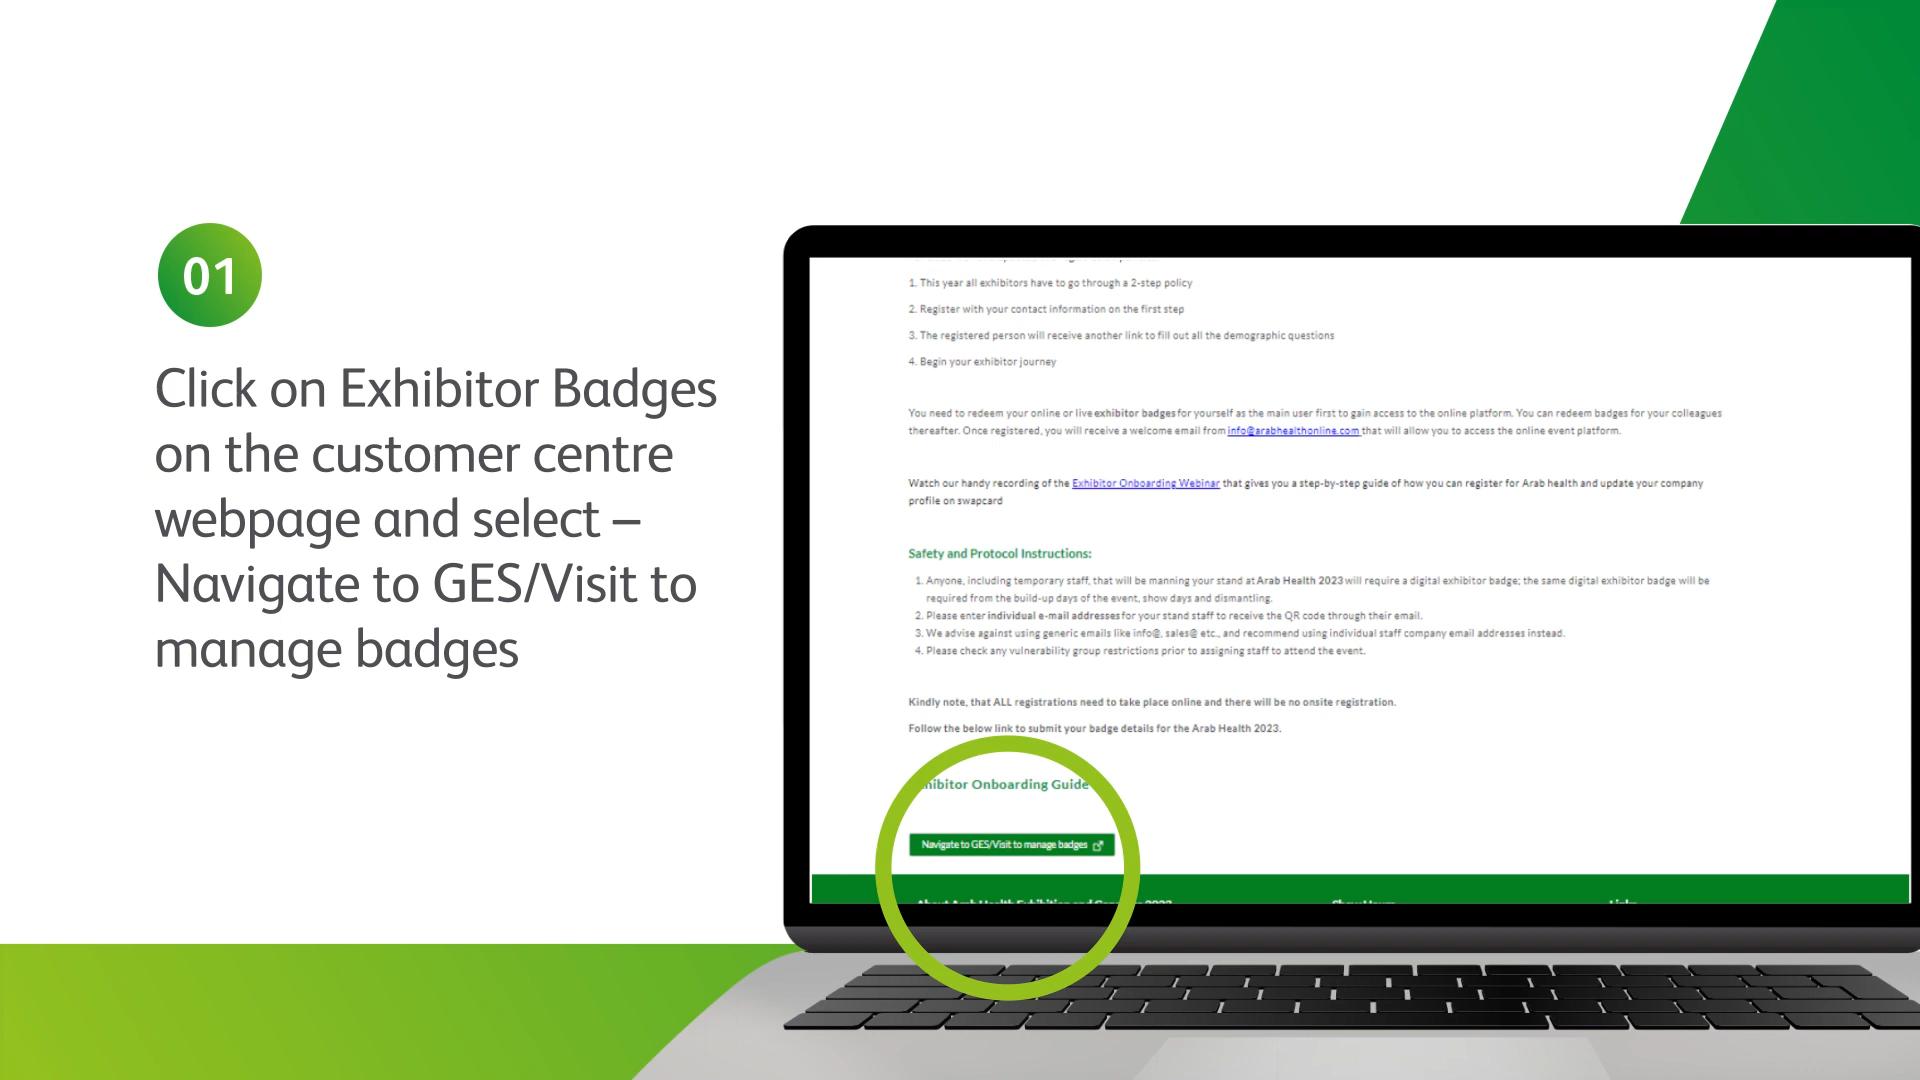 01
Click on Exhibitor Badges
on the customer centre
webpage and select –
Navigate to GES/Visit to
manage badges
1. This year all exhibitors have to go through a 2-step policy
2. Register with your contact information on the first step
3. The registered person will receive another link to fill out all the demographic questions
4. Begin your exhibitor journey
You need to redeem your online or live exhibitor badges for yourself as the main user first to gain access to the online platform. You can redeem badges for your colleagues
thereafter. Once registered, you will receive a welcome email from info@arabhealthonline.com that will allow you to access the online event platform.
Watch our handy recording of the Exhibitor Onboarding Webinar that gives you a step-by-step guide of how you can register for Arab health and update your company
profile on swapcard
Safety and Protocol Instructions:
1. Anyone, including temporary staff, that will be manning your stand at Arab Health 2023 will require a digital exhibitor badge; the same digital exhibitor badge will be
required from the build-up days of the event, show days and dismantling.
2. Please enter individual e-mail addresses for your stand staff to receive the QR code through their email.
3. We advise against using generic emails like info@, sales@ etc., and recommend using individual staff company email addresses instead.
4. Please check any vulnerability group restrictions prior to assigning staff to attend the event.
Kindly note, that ALL registrations need to take place online and there will be no onsite registration.
Follow the below link to submit your badge details for the Arab Health 2023.
hibitor Onboarding Guide
Navigate to GES/Visit to manage badges